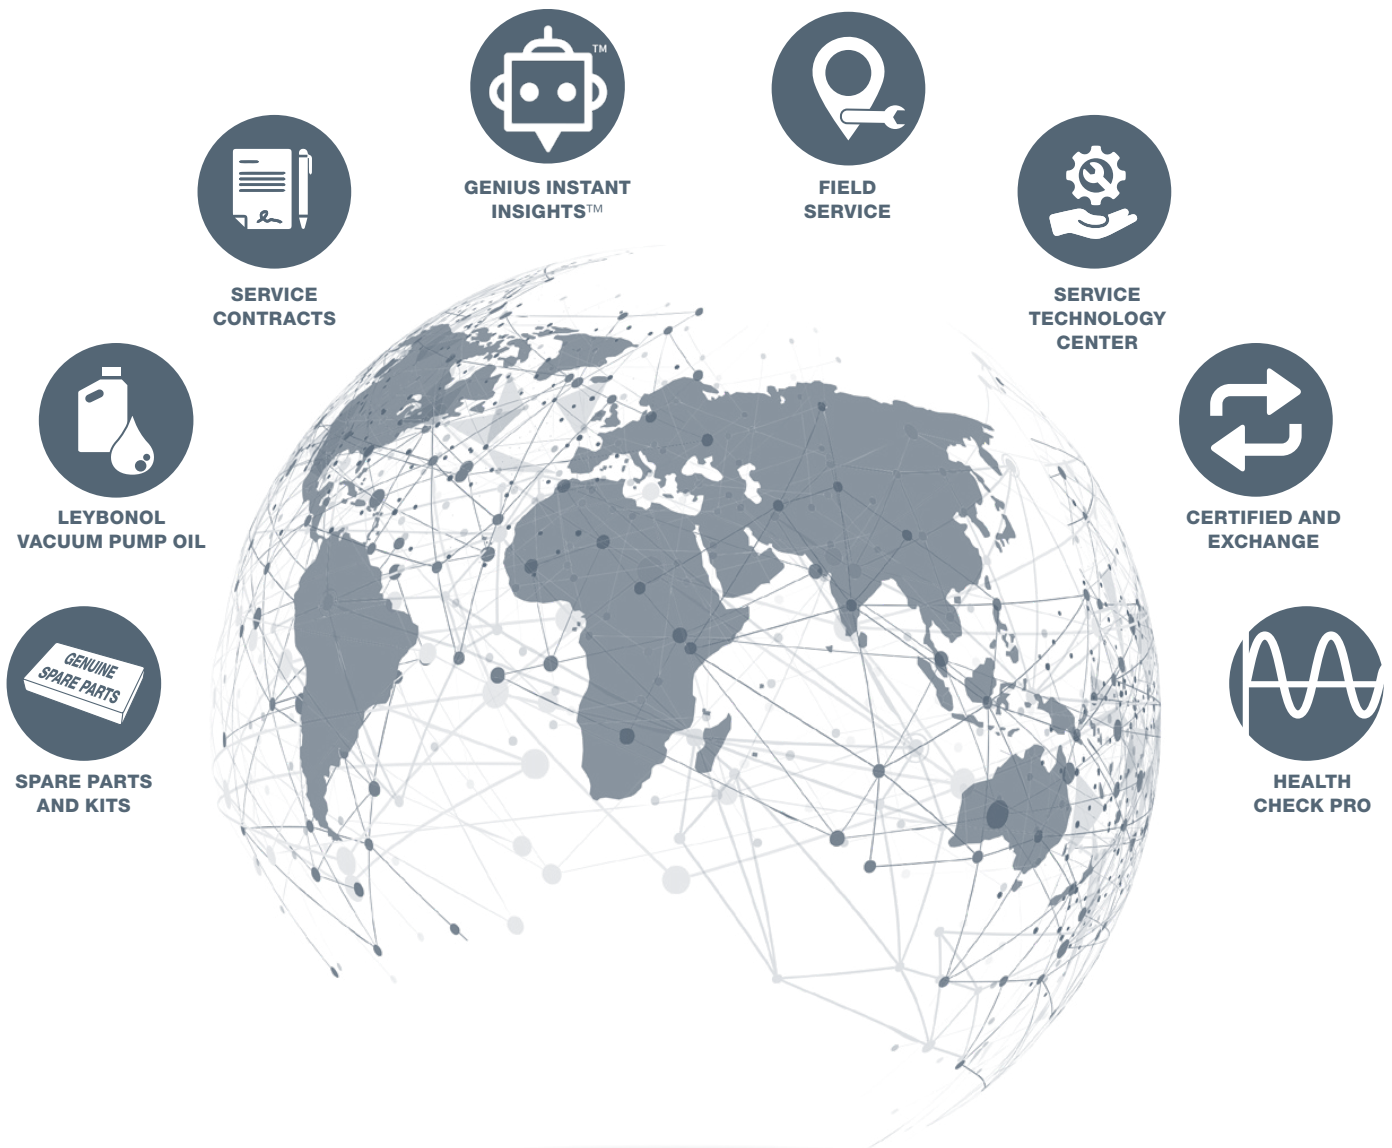 TM
GENIUS INSTANT
INSIGHTS™
FIELD
SERVICE
SERVICE
CONTRACTS
SERVICE
TECHNOLOGY
CENTER
LEYBONOL
VACUUM PUMP OIL
CERTIFIED AND
EXCHANGE
GENUINE
SPARE PARTS
SPARE PARTS
AND KITS
HEALTH
CHECK PRO